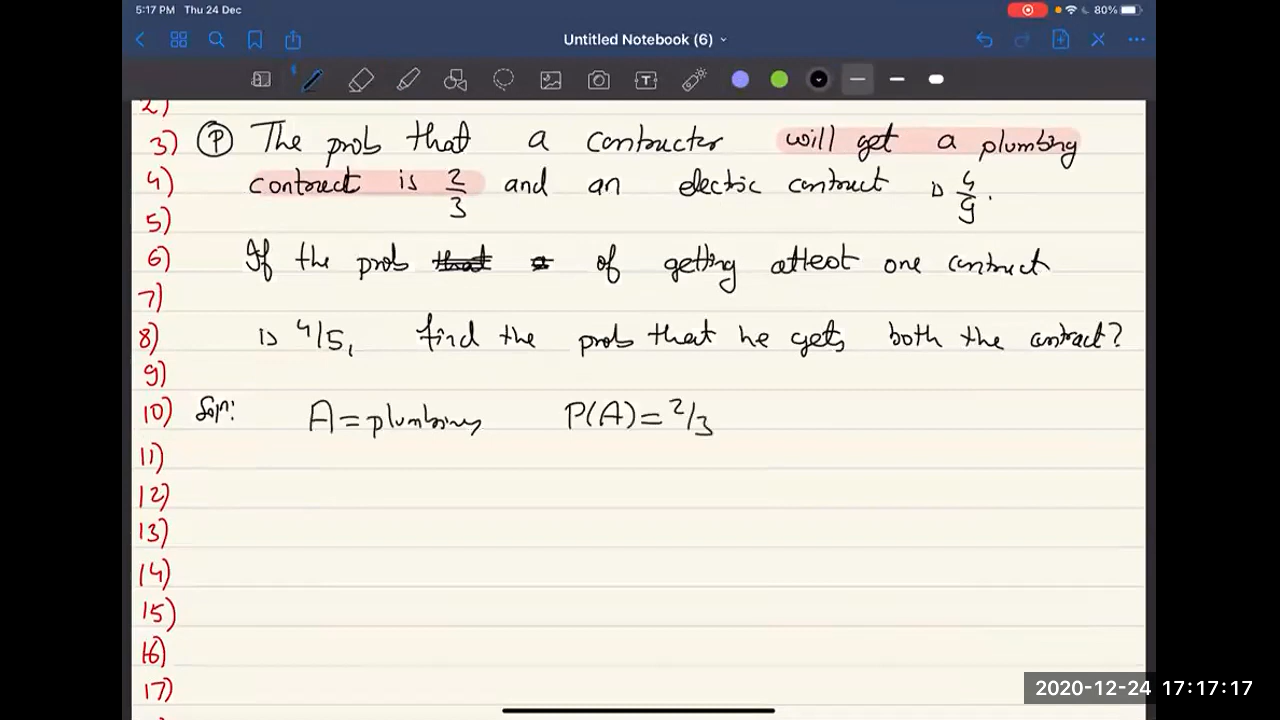 5:17 PM Thu 24 Dec 80%
Untitled Notebook (6)
2)
3) P The prob that a contructor will get a plumbing
4) contract is 2/3 and an electric contract is 4/9.
5)
6) If the prob of getting atleast one contract
7)
8) is 4/5, find the prob that he gets both the contract?
9)
10) Soln: A = plumbing P(A) = 2/3
11)
12)
13)
14)
15)
16)
17)
2020-12-24 17:17:17